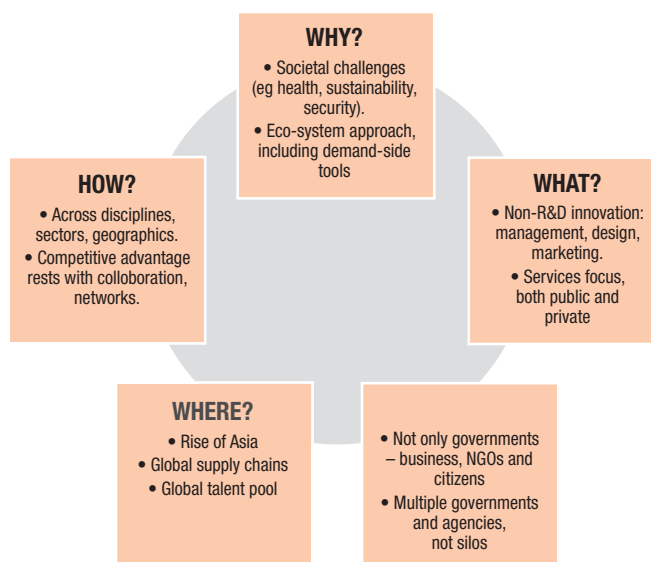 WHY?
• Societal challenges
(eg health, sustainability,
security).
• Eco-system approach,
including demand-side
tools
HOW?
• Across disciplines,
sectors, geographics.
• Competitive advantage
rests with colloboration,
networks.
WHAT?
• Non-R&D innovation:
management, design,
marketing.
• Services focus,
both public and
private
WHERE?
• Rise of Asia
• Global supply chains
• Global talent pool
• Not only governments
– business, NGOs and
citizens
• Multiple governments
and agencies,
not silos